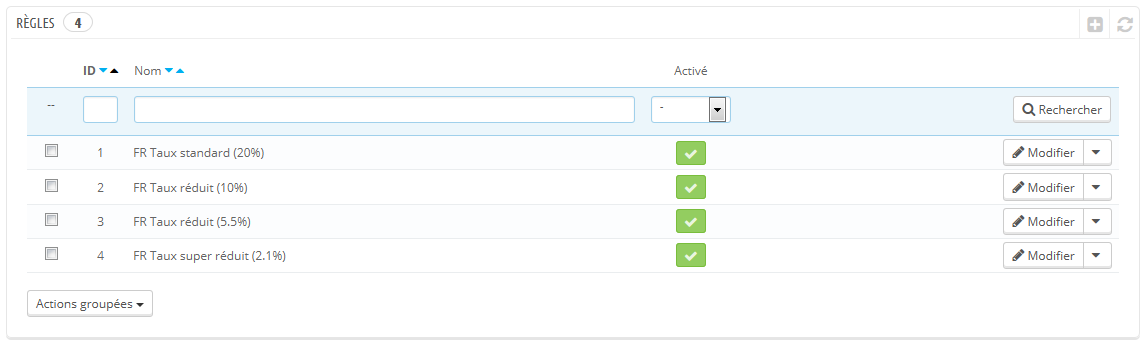 RÈGLES 4
ID Nom Activé
-- - Rechercher
1 FR Taux standard (20%) Modifier
2 FR Taux réduit (10%) Modifier
3 FR Taux réduit (5.5%) Modifier
4 FR Taux super réduit (2.1%) Modifier
Actions groupées